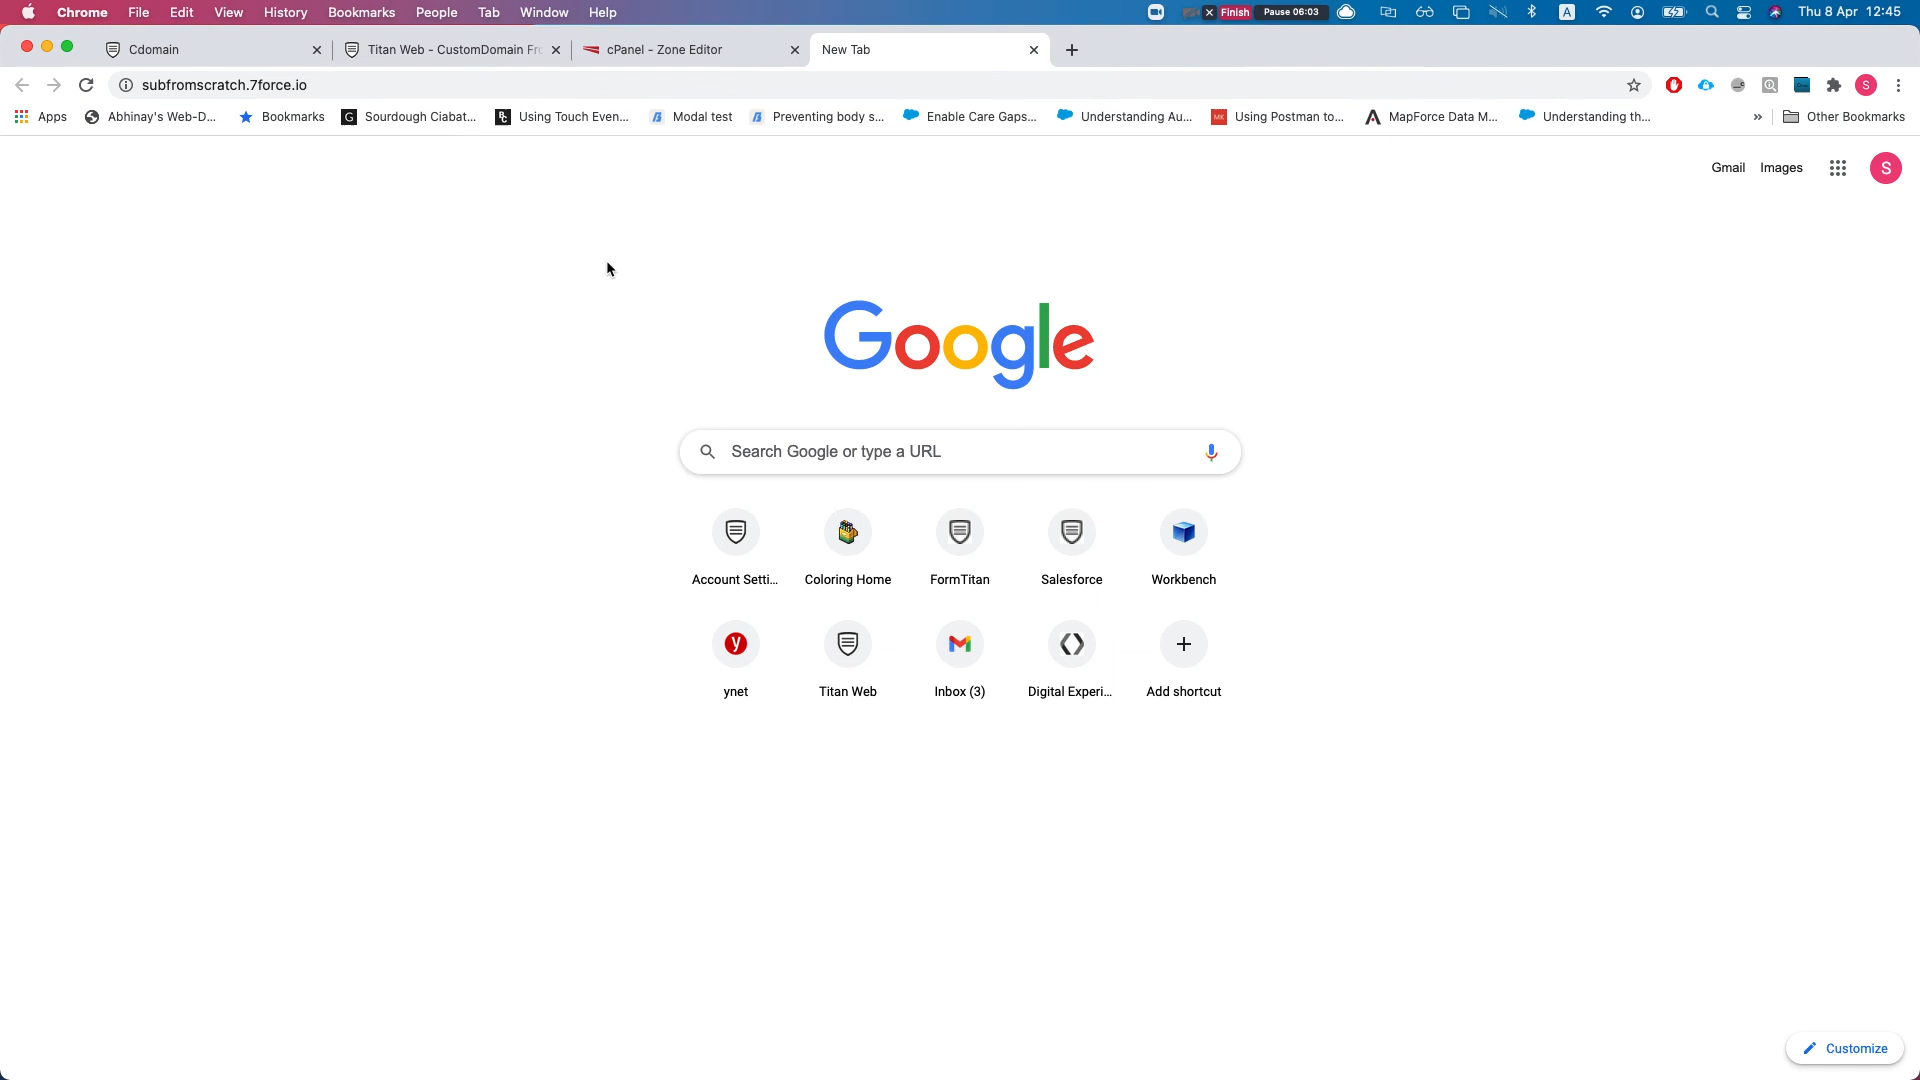 Chrome File Edit View History Bookmarks People Tab Window Help Finish Pause 06:03 A Thu 8 Apr 12:45
Cdomain Titan Web - CustomDomain Fr cPanel - Zone Editor New Tab
subfromscratch.7force.io S
Apps Abhinay's Web-D... Bookmarks G Sourdough Ciabat... Using Touch Even... Modal test Preventing body s... Enable Care Gaps... Understanding Au... MK Using Postman to... MapForce Data M... Understanding th... » Other Bookmarks
Gmail Images S
Google
Search Google or type a URL
Account Setti... Coloring Home FormTitan Salesforce Workbench
y
ynet Titan Web Inbox (3) Digital Experi... Add shortcut
Customize